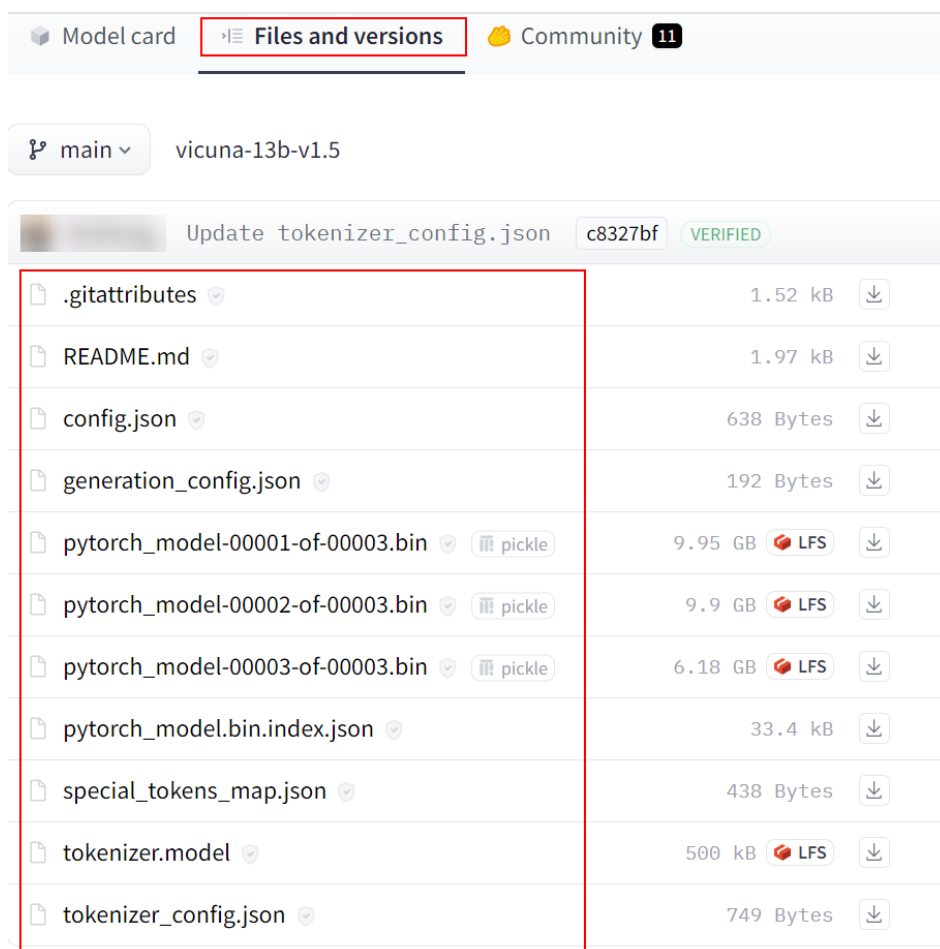 Model card Files and versions Community 11
main vicuna-13b-v1.5
Update tokenizer_config.json c8327bf VERIFIED
.gitattributes 1.52 kB
README.md 1.97 kB
config.json 638 Bytes
generation_config.json 192 Bytes
pytorch_model-00001-of-00003.bin pickle 9.95 GB LFS
pytorch_model-00002-of-00003.bin pickle 9.9 GB LFS
pytorch_model-00003-of-00003.bin pickle 6.18 GB LFS
pytorch_model.bin.index.json 33.4 kB
special_tokens_map.json 438 Bytes
tokenizer.model 500 kB LFS
tokenizer_config.json 749 Bytes